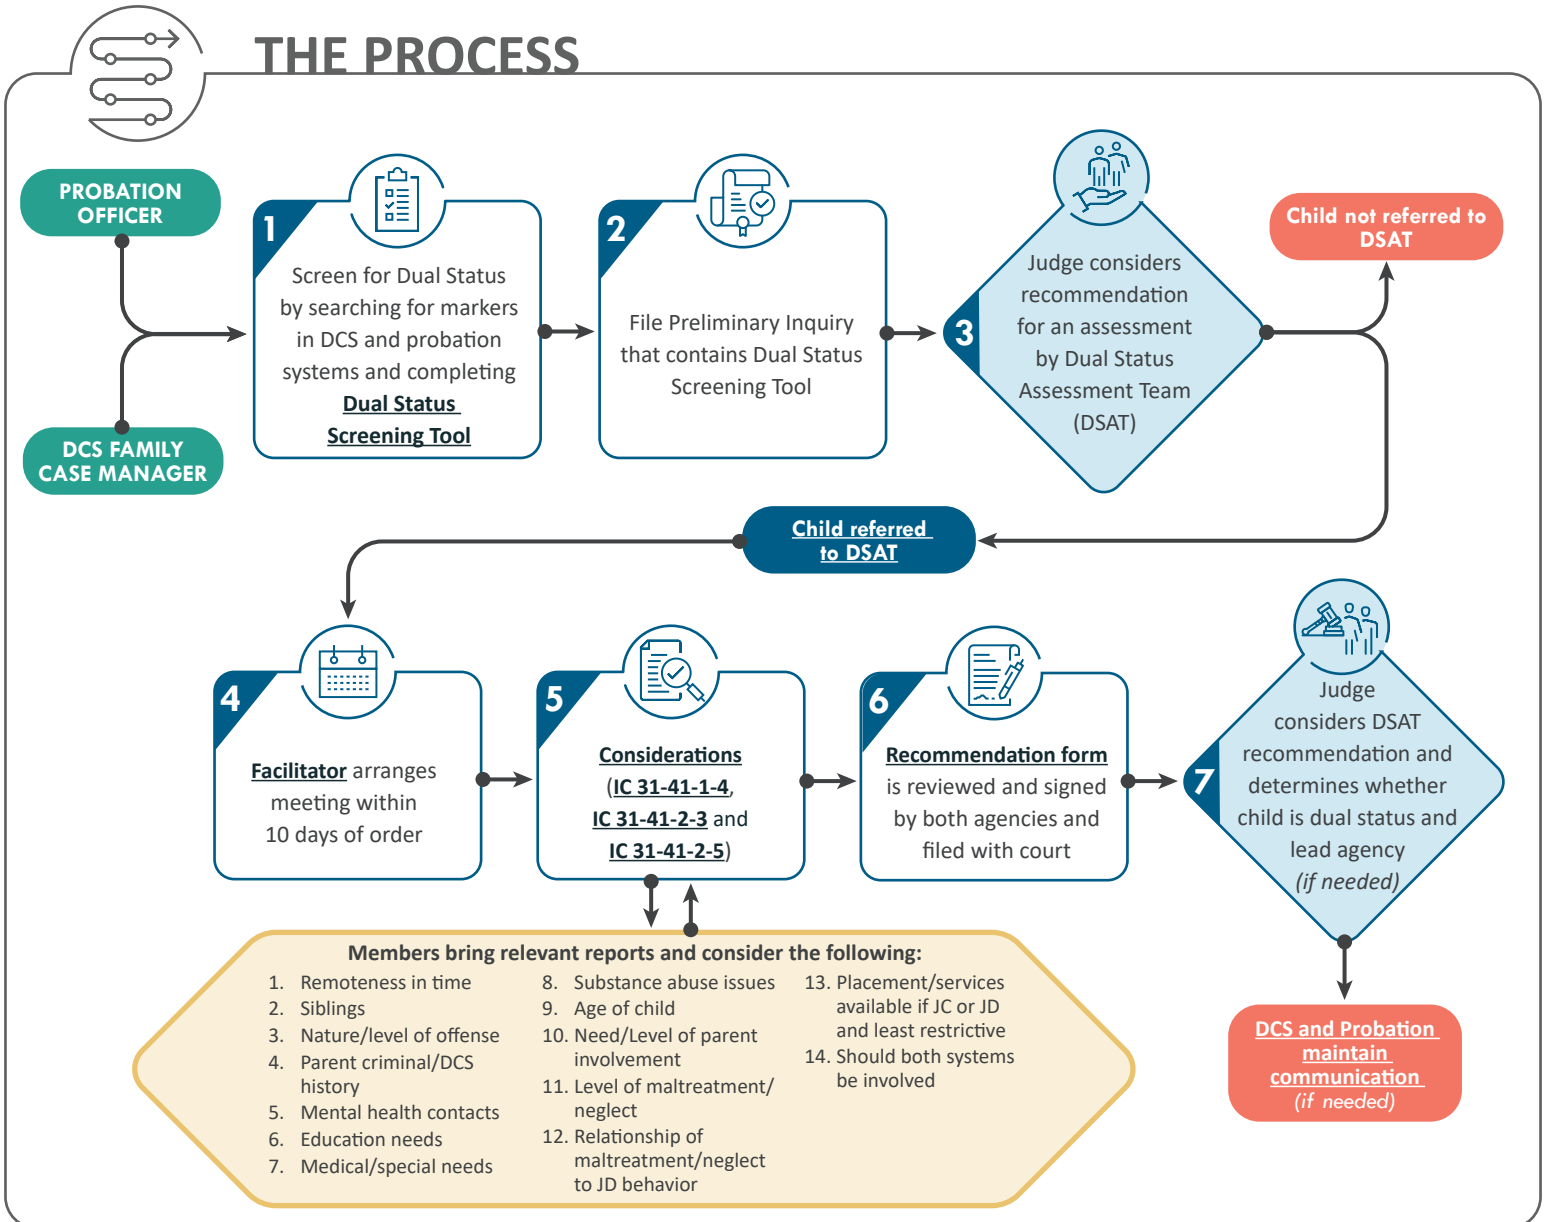 THE PROCESS
PROBATION
OFFICER
DCS FAMILY
CASE MANAGER
1
Screen for Dual Status
by searching for markers
in DCS and probation
systems and completing
Dual Status
Screening Tool
2
File Preliminary Inquiry
that contains Dual Status
Screening Tool
3
Judge considers
recommendation
for an assessment
by Dual Status
Assessment Team
(DSAT)
Child not referred to
DSAT
Child referred
to DSAT
4
Facilitator arranges
meeting within
10 days of order
5
Considerations
(IC 31-41-1-4,
IC 31-41-2-3 and
IC 31-41-2-5)
6
Recommendation form
is reviewed and signed
by both agencies and
filed with court
7
Judge
considers DSAT
recommendation and
determines whether
child is dual status and
lead agency
(if needed)
Members bring relevant reports and consider the following:
1. Remoteness in time
2. Siblings
3. Nature/level of offense
4. Parent criminal/DCS
history
5. Mental health contacts
6. Education needs
7. Medical/special needs
8. Substance abuse issues
9. Age of child
10. Need/Level of parent
involvement
11. Level of maltreatment/
neglect
12. Relationship of
maltreatment/neglect
to JD behavior
13. Placement/services
available if JC or JD
and least restrictive
14. Should both systems
be involved
DCS and Probation
maintain
communication
(if needed)